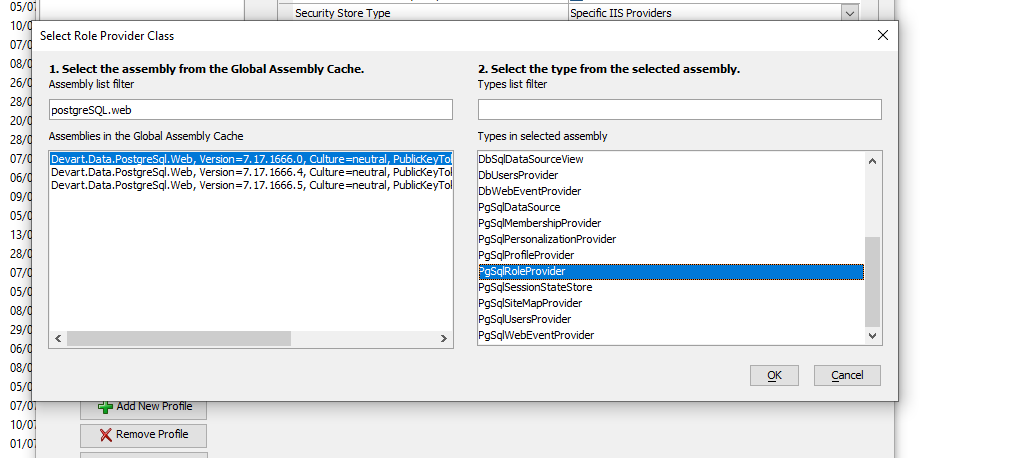 05/07
10/0
07/0
08/0
26/0
28/0
20/0
28/0
07/0
06/0
09/0
05/0
13/0
28/0
07/0
05/0
08/0
29/0
06/0
08/0
05/0
07/07
10/07
01/07
Security Store Type
Specific IIS Providers
Select Role Provider Class
1. Select the assembly from the Global Assembly Cache.
Assembly list filter
postgreSQL.web
Assemblies in the Global Assembly Cache
Devart.Data.PostgreSql.Web, Version=7.17.1666.0, Culture=neutral, PublicKeyTol
Devart.Data.PostgreSql.Web, Version=7.17.1666.4, Culture=neutral, PublicKeyTol
Devart.Data.PostgreSql.Web, Version=7.17.1666.5, Culture=neutral, PublicKeyTol
2. Select the type from the selected assembly.
Types list filter
Types in selected assembly
DbSqlDataSourceView
DbUsersProvider
DbWebEventProvider
PgSqlDataSource
PgSqlMembershipProvider
PgSqlPersonalizationProvider
PgSqlProfileProvider
PgSqlRoleProvider
PgSqlSessionStateStore
PgSqlSiteMapProvider
PgSqlUsersProvider
PgSqlWebEventProvider
OK
Cancel
Add New Profile
Remove Profile